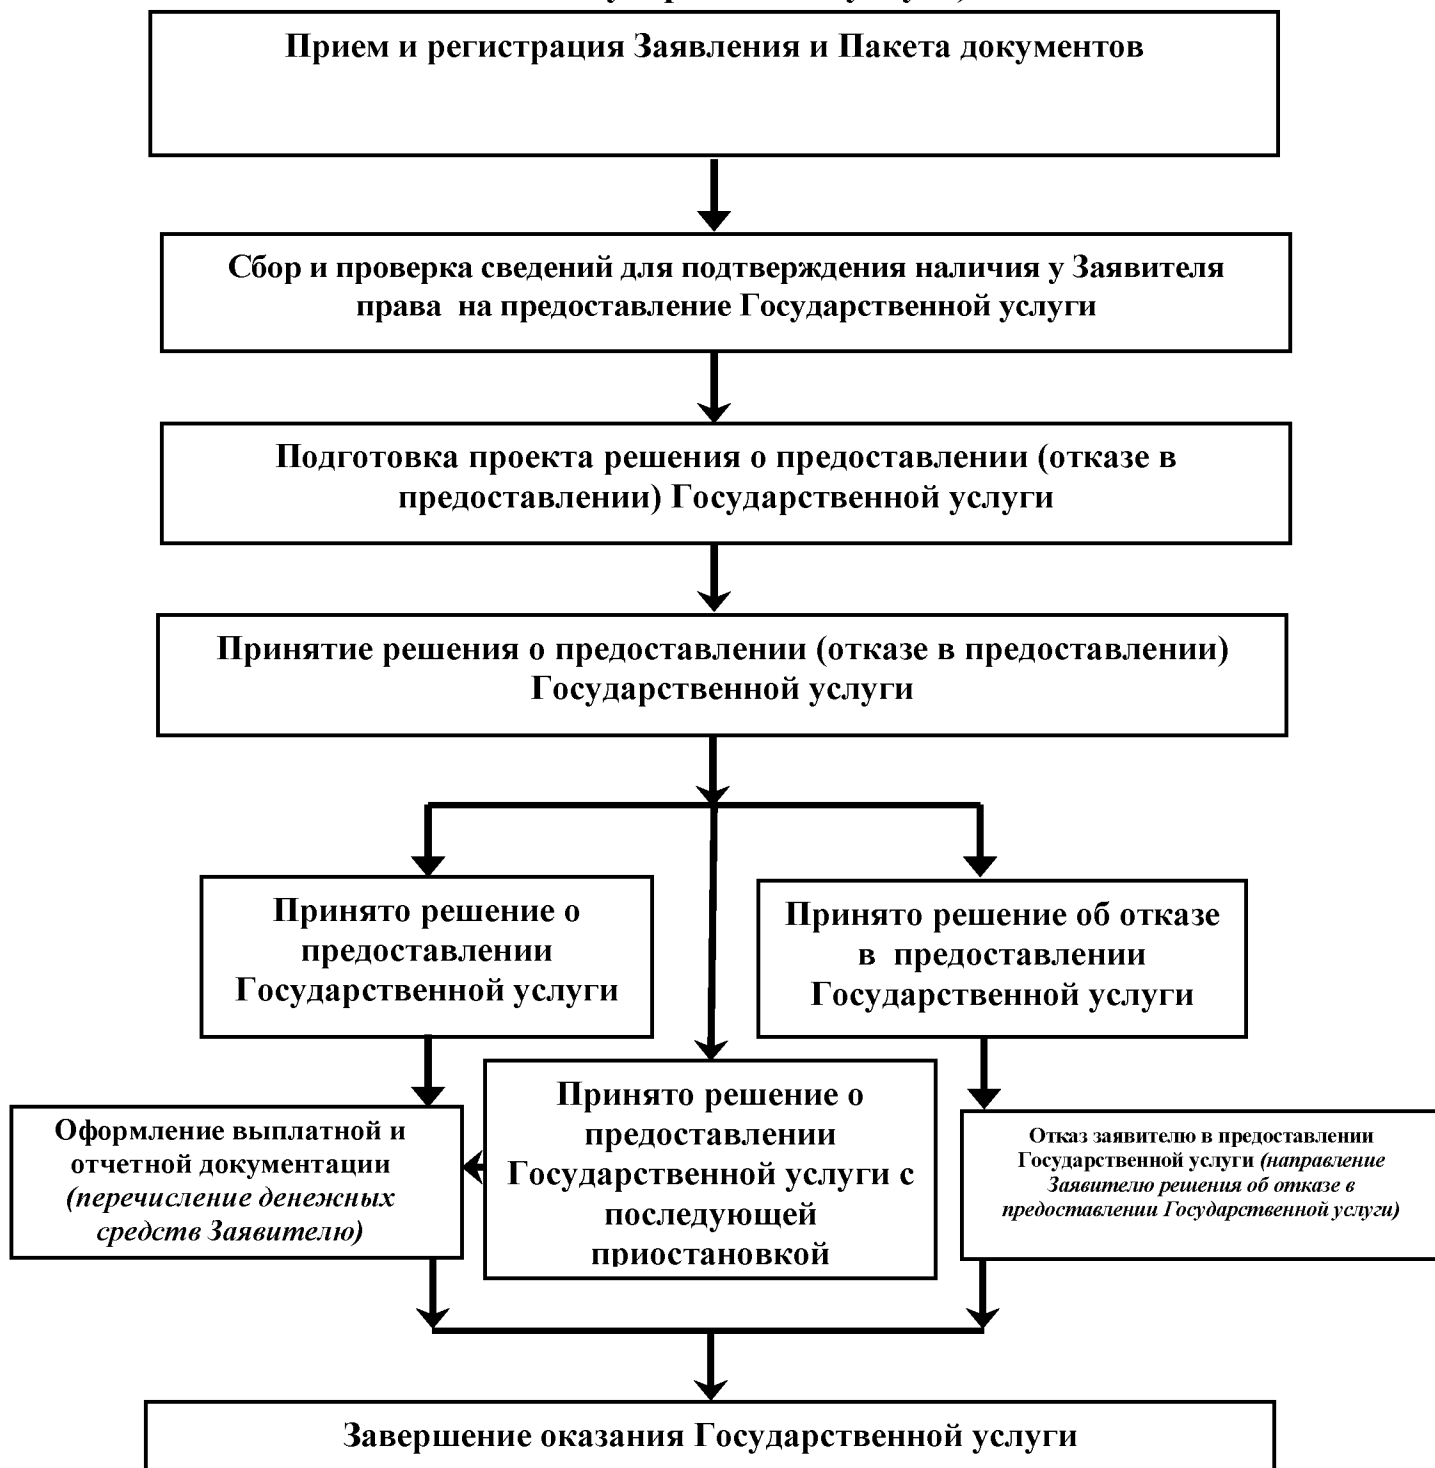 Прием и регистрация Заявления и Пакета документов
Сбор и проверка сведений для подтверждения наличия у Заявителя
права на предоставление Государственной услуги
Подготовка проекта решения о предоставлении (отказе в
предоставлении) Государственной услуги
Принятие решения о предоставлении (отказе в предоставлении)
Государственной услуги
Принято решение о
предоставлении
Государственной услуги
Принято решение об отказе
в предоставлении
Государственной услуги
Принято решение о
предоставлении
Государственной услуги с
последующей
приостановкой
Оформление выплатной и
отчетной документации
(перечисление денежных
средств Заявителю)
Отказ заявителю в предоставлении
Государственной услуги (направление
Заявителю решения об отказе в
предоставлении Государственной услуги)
Завершение оказания Государственной услуги